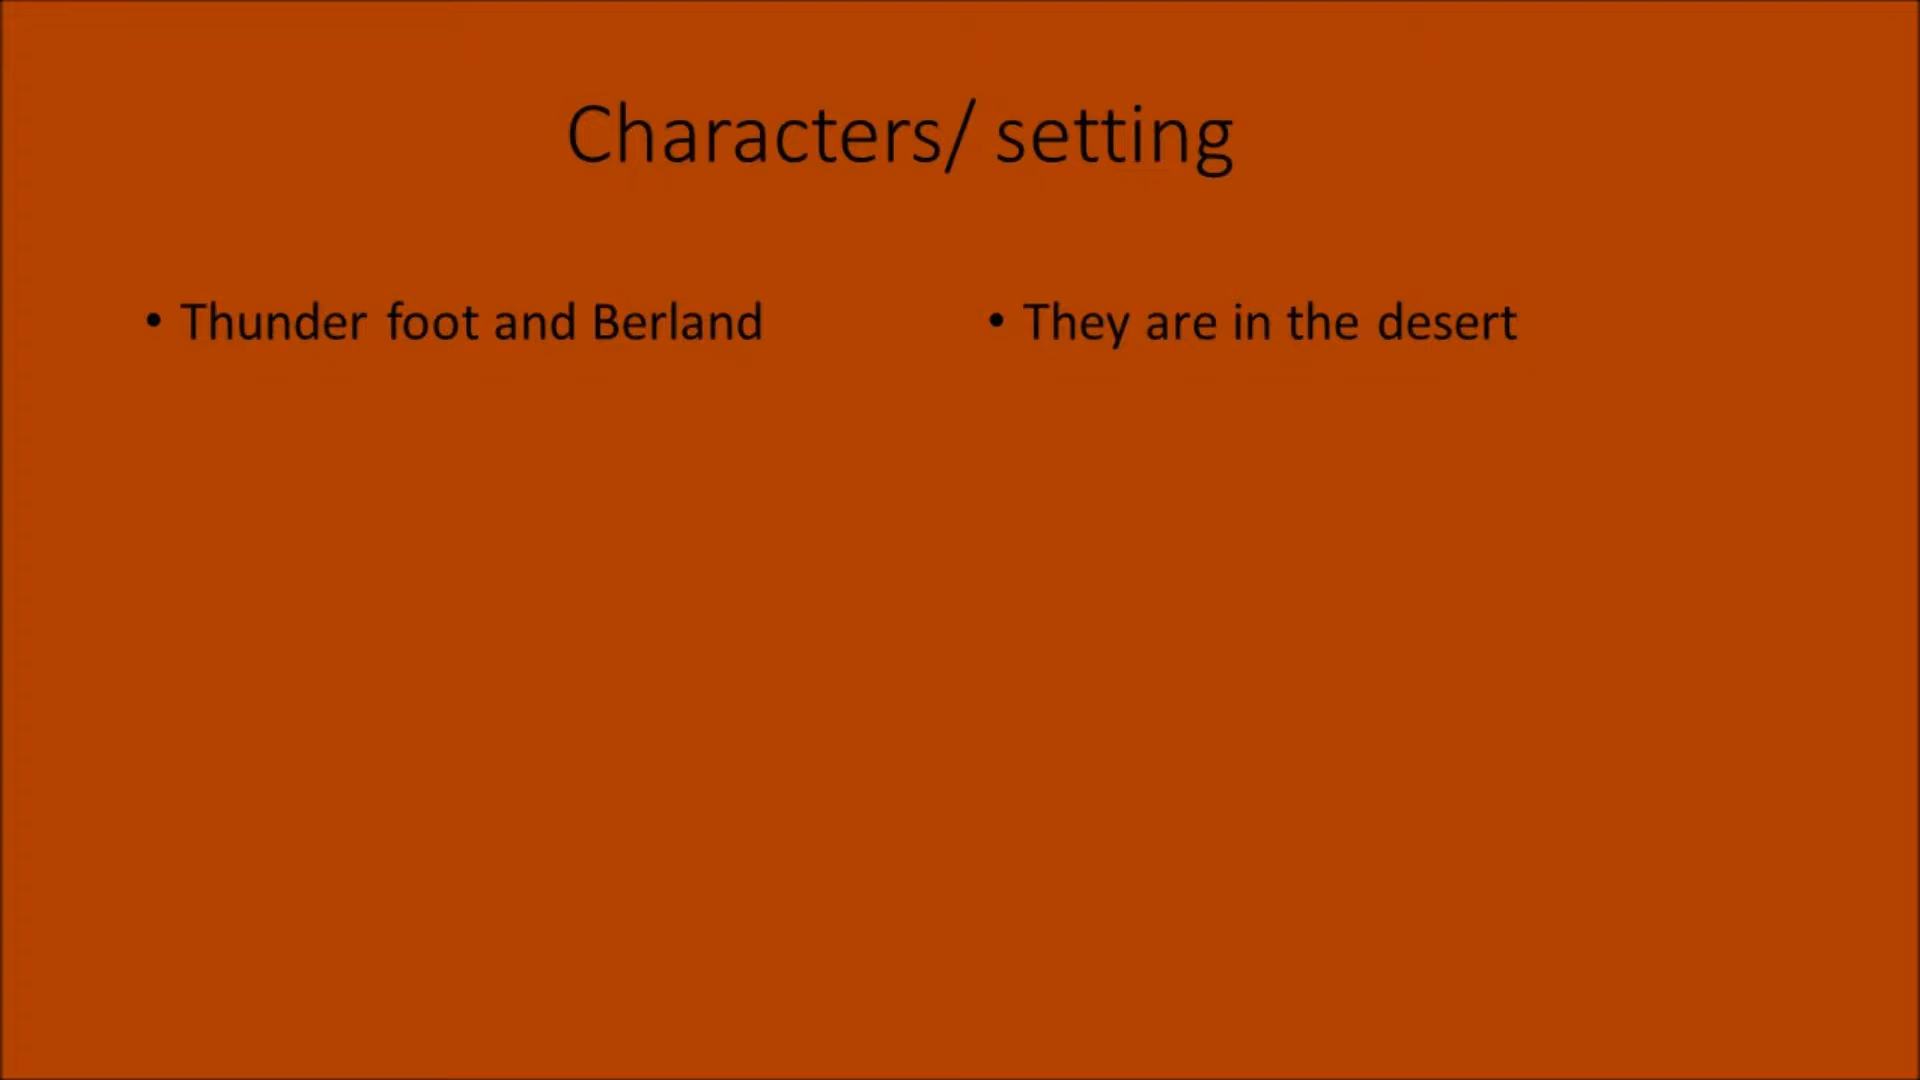 Characters/ setting
• Thunder foot and Berland
• They are in the desert